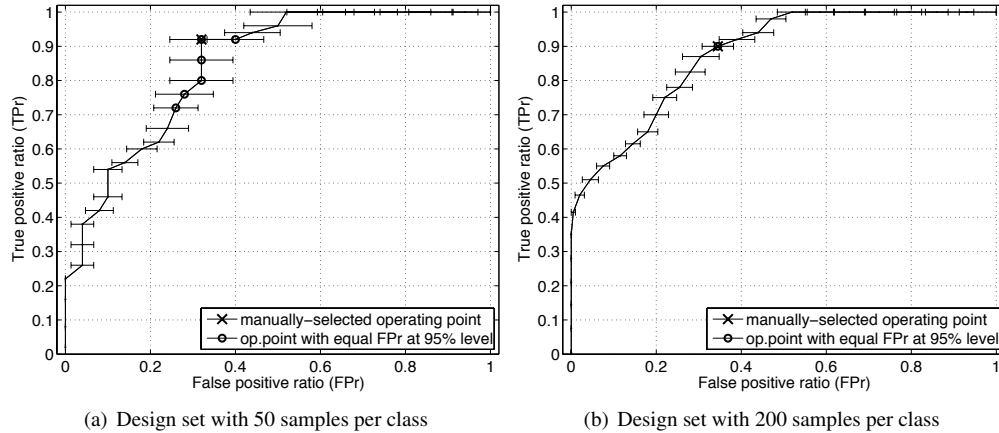 1
0.9
0.8
0.7
0.6
0.5
0.4
0.3
0.2
0.1
0
True positive ratio (TPr)
manually−selected operating point
op.point with equal FPr at 95% level
0 0.2 0.4 0.6 0.8 1
False positive ratio (FPr)
(a) Design set with 50 samples per class
1
0.9
0.8
0.7
0.6
0.5
0.4
0.3
0.2
0.1
0
True positive ratio (TPr)
manually−selected operating point
op.point with equal FPr at 95% level
0 0.2 0.4 0.6 0.8 1
False positive ratio (FPr)
(b) Design set with 200 samples per class